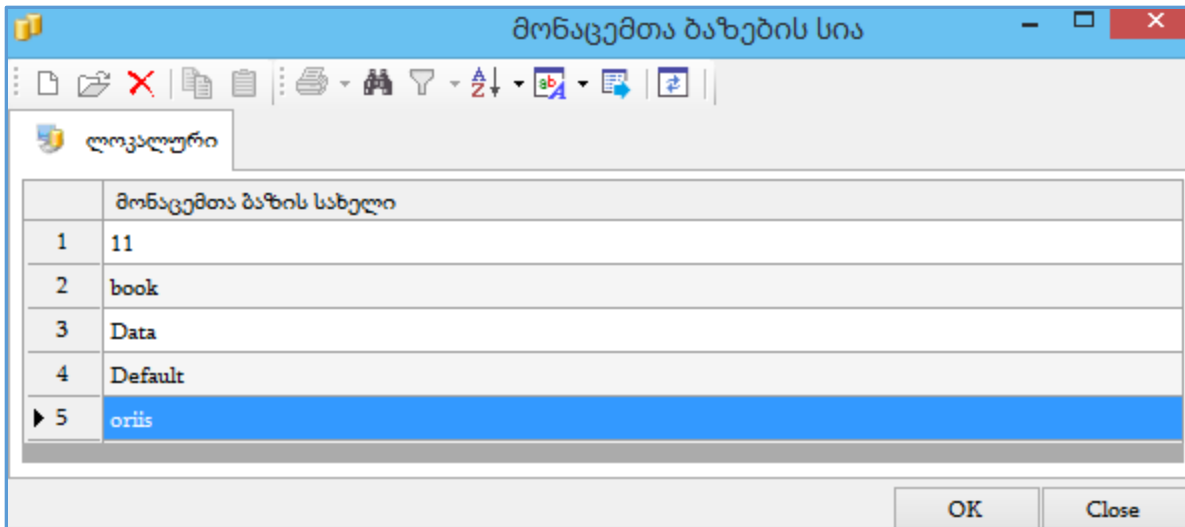 მონაცემთა ბაზების სია
ლოკალური
მონაცემთა ბაზის სახელი
1 11
2 book
3 Data
4 Default
5 oriis
OK Close